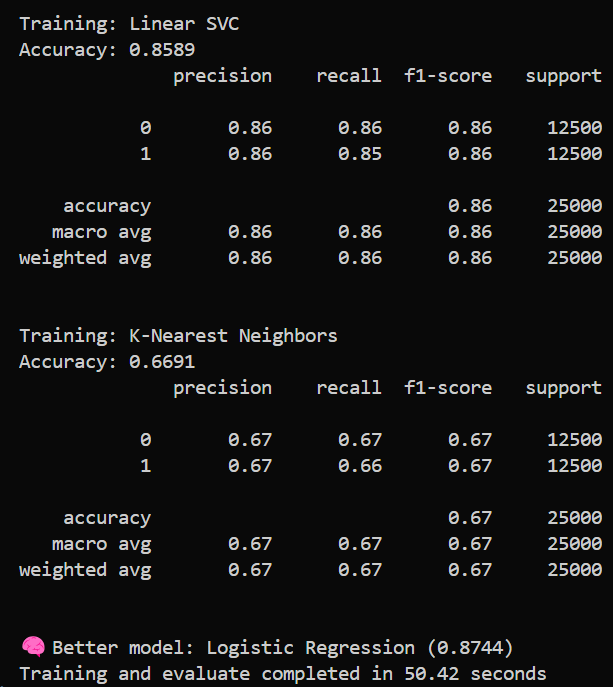 Training: Linear SVC
Accuracy: 0.8589
precision recall f1-score support
0 0.86 0.86 0.86 12500
1 0.86 0.85 0.86 12500
accuracy 0.86 25000
macro avg 0.86 0.86 0.86 25000
weighted avg 0.86 0.86 0.86 25000
Training: K-Nearest Neighbors
Accuracy: 0.6691
precision recall f1-score support
0 0.67 0.67 0.67 12500
1 0.67 0.66 0.67 12500
accuracy 0.67 25000
macro avg 0.67 0.67 0.67 25000
weighted avg 0.67 0.67 0.67 25000
🧠 Better model: Logistic Regression (0.8744)
Training and evaluate completed in 50.42 seconds